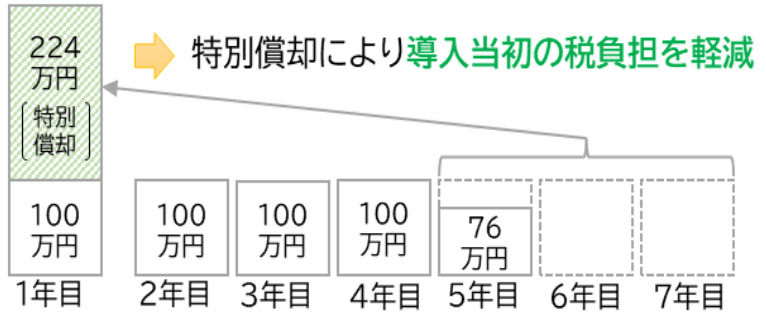 224
万円
特別
償却
特別償却により導入当初の税負担を軽減
100
万円
100
万円
100
万円
100
万円
76
万円
1年目
2年目
3年目
4年目
5年目
6年目
7年目